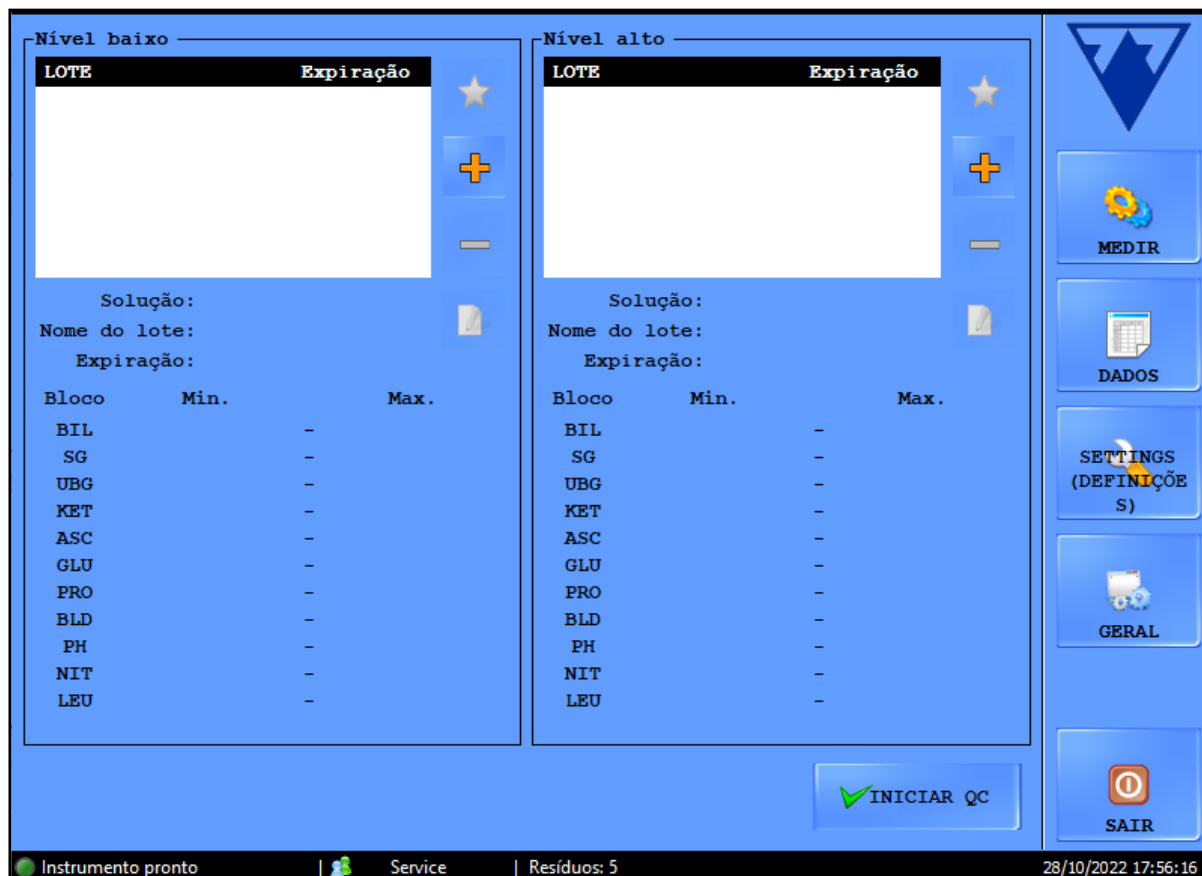 Nível baixo
LOTE Expiração
Solução:
Nome do lote:
Expiração:
Bloco Min. Max.
BIL -
SG -
UBG -
KET -
ASC -
GLU -
PRO -
BLD -
PH -
NIT -
LEU -
Nível alto
LOTE Expiração
Solução:
Nome do lote:
Expiração:
Bloco Min. Max.
BIL -
SG -
UBG -
KET -
ASC -
GLU -
PRO -
BLD -
PH -
NIT -
LEU -
INICIAR QC
MEDIR
DADOS
SETTINGS
(DEFINIÇÕE
S)
GERAL
SAIR
Instrumento pronto | Service | Resíduos: 5 28/10/2022 17:56:16